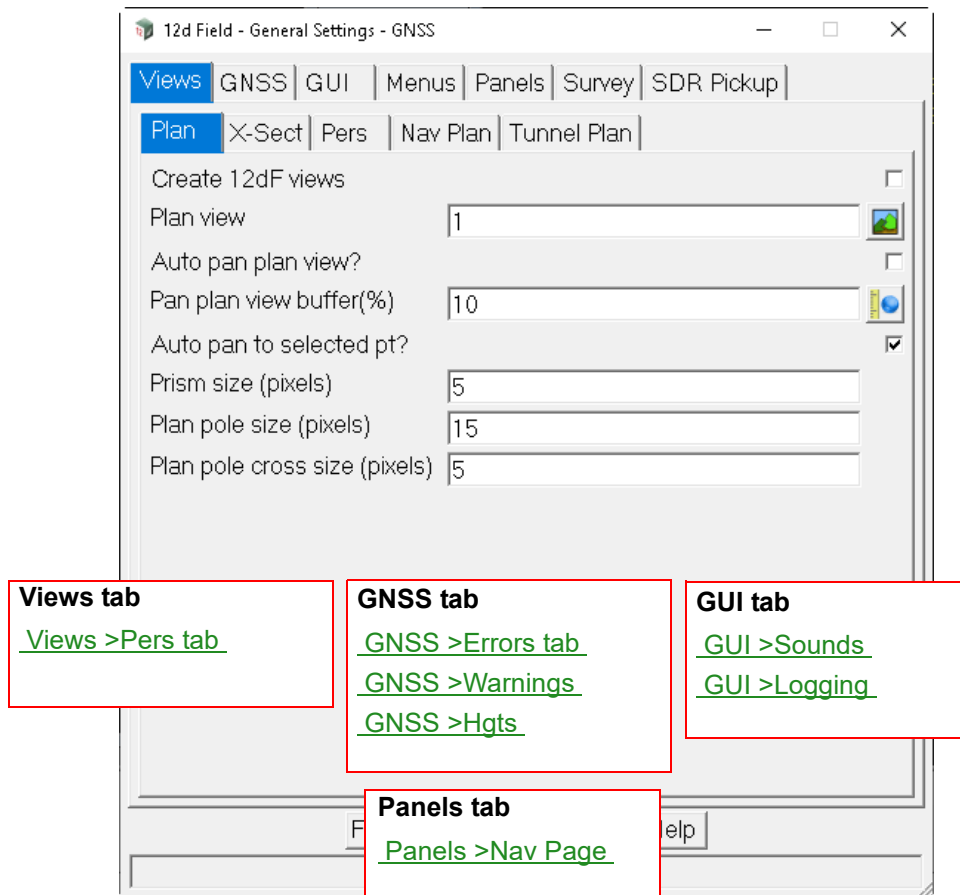 12d Field - General Settings - GNSS
Views GNSS GUI Menus Panels Survey SDR Pickup
Plan X-Sect Pers Nav Plan Tunnel Plan
Create 12dF views
Plan view 1
Auto pan plan view?
Pan plan view buffer(%) 10
Auto pan to selected pt?
Prism size (pixels) 5
Plan pole size (pixels) 15
Plan pole cross size (pixels) 5
Views tab
Views >Pers tab
GNSS tab
GNSS >Errors tab
GNSS >Warnings
GNSS >Hgts
GUI tab
GUI >Sounds
GUI >Logging
Panels tab
Panels >Nav Page